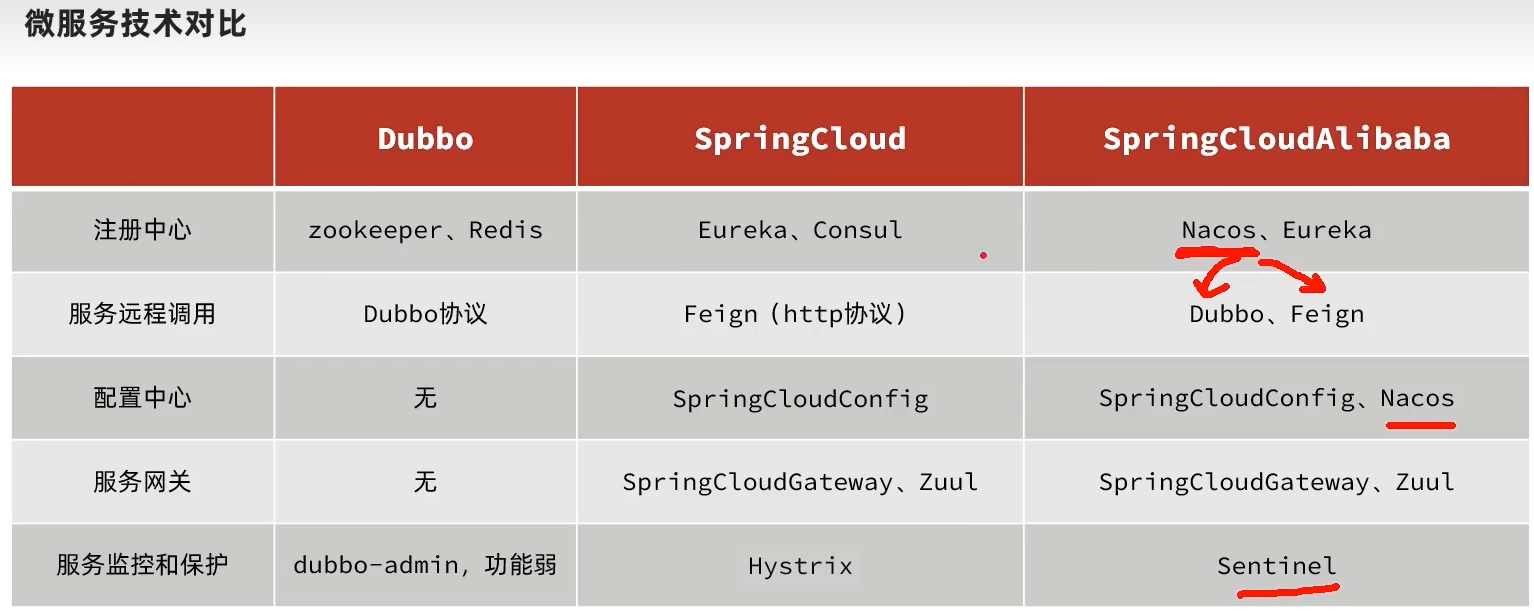 微服务技术对比
Dubbo SpringCloud SpringCloudAlibaba
注册中心 zookeeper、Redis Eureka、Consul Nacos、Eureka
服务远程调用 Dubbo协议 Feign（http协议） Dubbo、Feign
配置中心 无 SpringCloudConfig SpringCloudConfig、Nacos
服务网关 无 SpringCloudGateway、Zuul SpringCloudGateway、Zuul
服务监控和保护 dubbo-admin，功能弱 Hystrix Sentinel